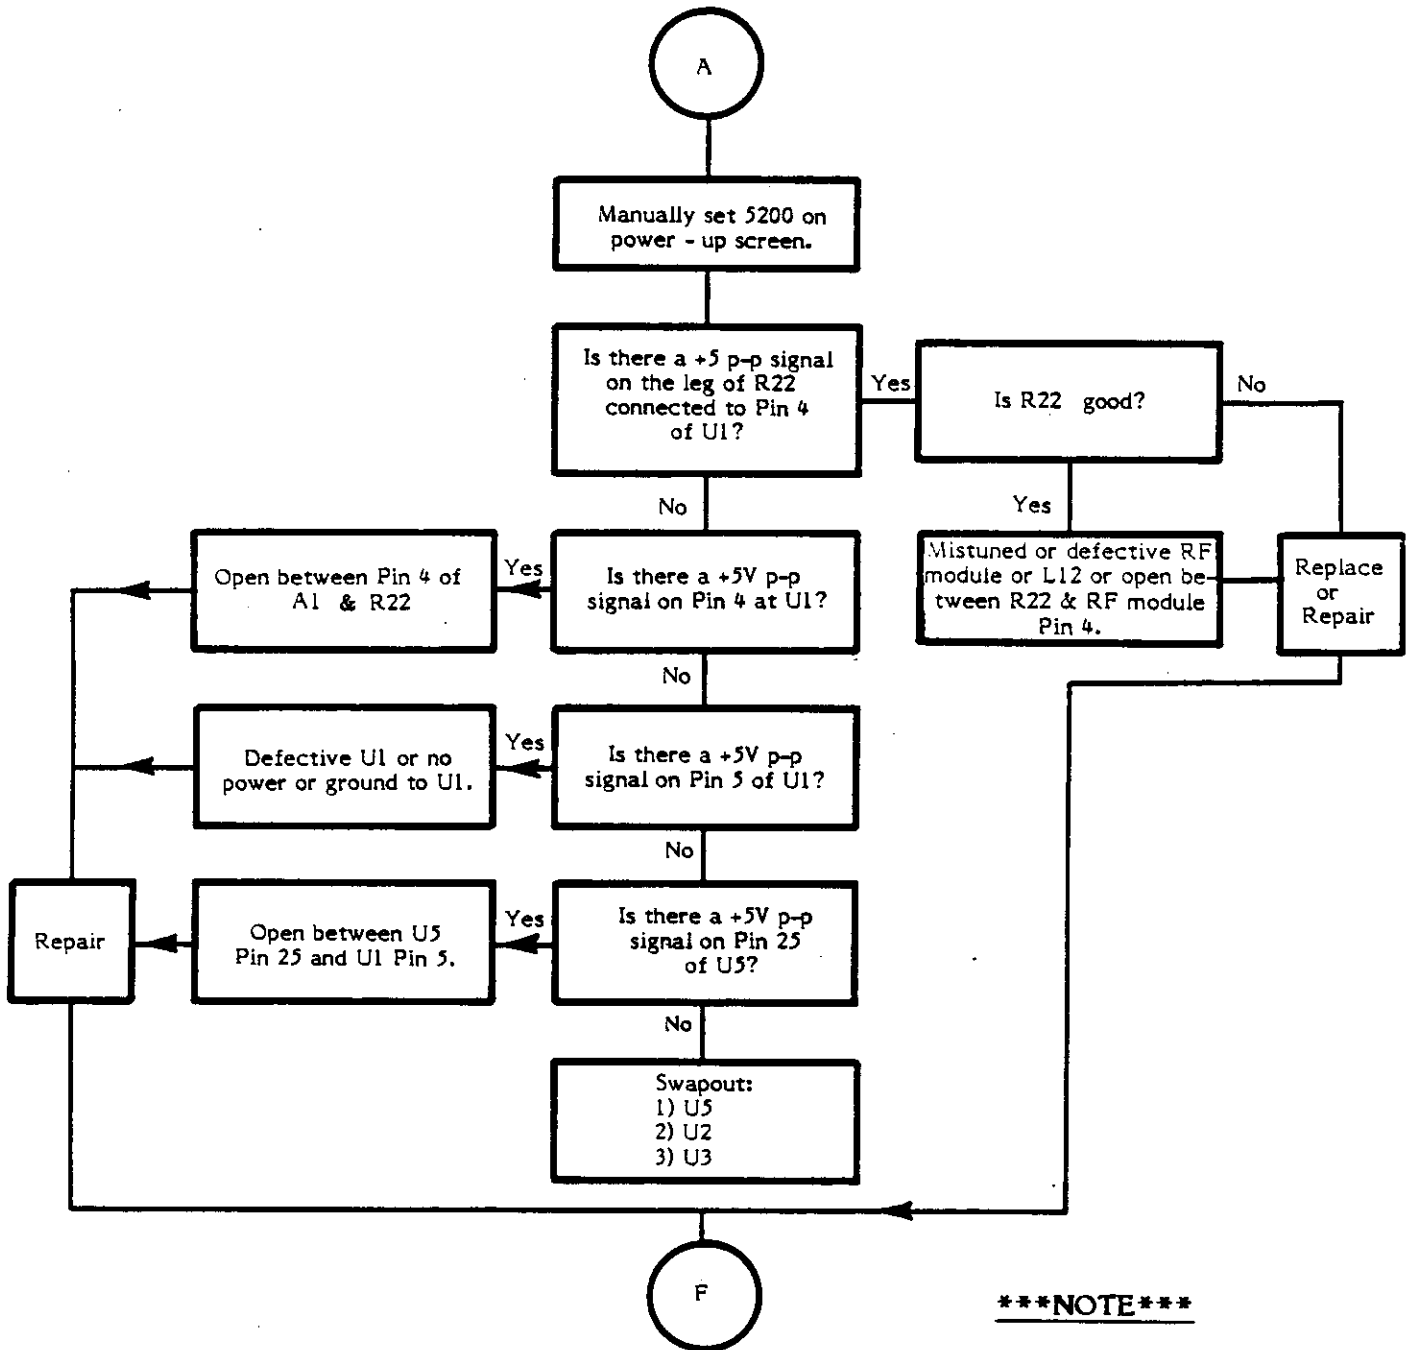 A
Manually set 5200 on
power - up screen.
Is there a +5 p-p signal
on the leg of R22
connected to Pin 4
of U1?
Yes
Is R22 good?
No
No
Yes
Open between Pin 4 of
A1 & R22
Yes
Is there a +5V p-p
signal on Pin 4 at U1?
Mistuned or defective RF
module or L12 or open be-
tween R22 & RF module
Pin 4.
Replace
or
Repair
No
Defective U1 or no
power or ground to U1.
Yes
Is there a +5V p-p
signal on Pin 5 of U1?
No
Repair
Open between U5
Pin 25 and U1 Pin 5.
Yes
Is there a +5V p-p
signal on Pin 25
of U5?
No
Swapout:
1) U5
2) U2
3) U3
F
***NOTE***